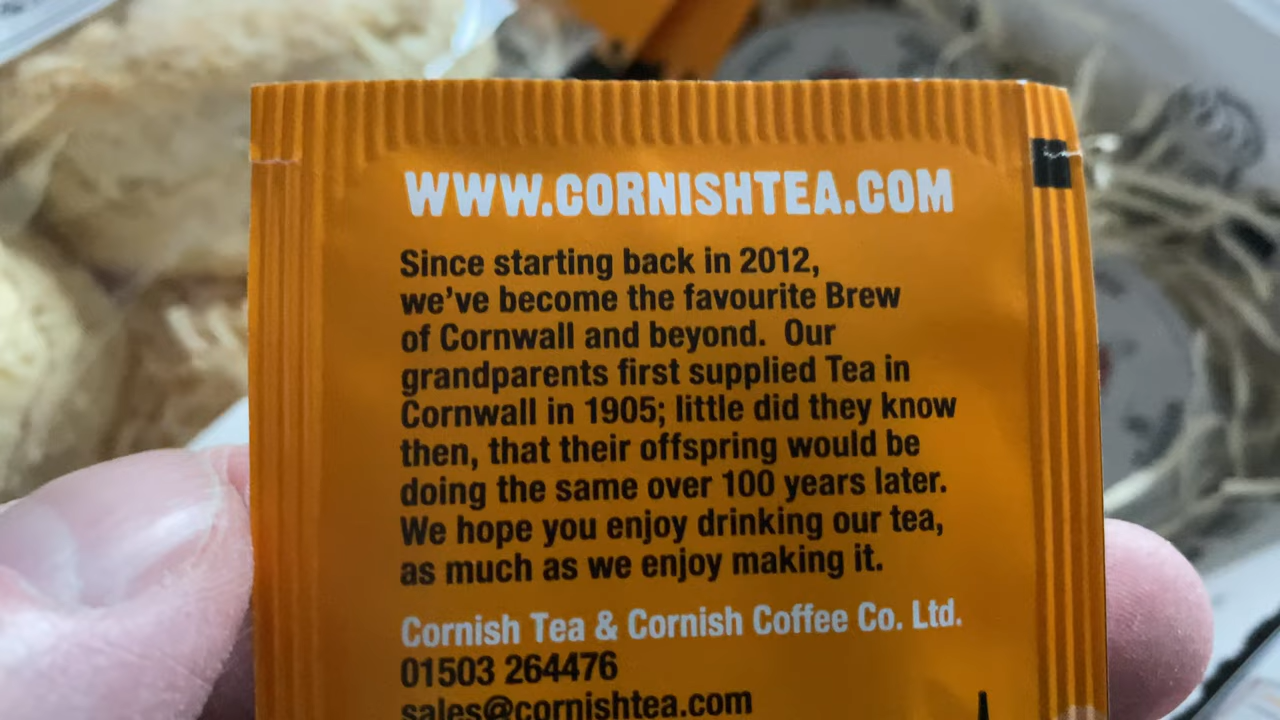 WWW.CORNISHTEA.COM
Since starting back in 2012,
we've become the favourite Brew
of Cornwall and beyond.  Our
grandparents first supplied Tea in
Cornwall in 1905; little did they know
then, that their offspring would be
doing the same over 100 years later.
We hope you enjoy drinking our tea,
as much as we enjoy making it.
Cornish Tea & Cornish Coffee Co. Ltd.
01503 264476
sales@cornishtea.com